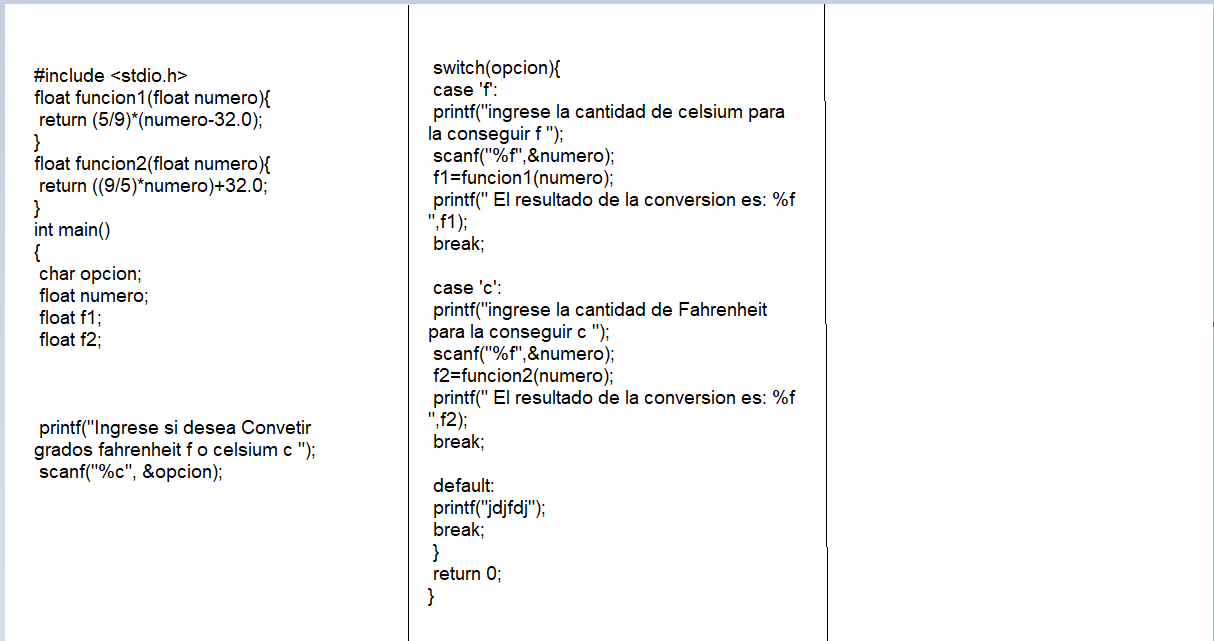 #include <stdio.h>
float funcion1(float numero){
return (5/9)*(numero-32.0);
}
float funcion2(float numero){
return ((9/5)*numero)+32.0;
}
int main()
{
char opcion;
float numero;
float f1;
float f2;
printf("Ingrese si desea Convetir
grados fahrenheit f o celsium c ");
scanf("%c", &opcion);
switch(opcion){
case 'f':
printf("ingrese la cantidad de celsium para
la conseguir f ");
scanf("%f",&numero);
f1=funcion1(numero);
printf(" El resultado de la conversion es: %f
",f1);
break;
case 'c':
printf("ingrese la cantidad de Fahrenheit
para la conseguir c ");
scanf("%f",&numero);
f2=funcion2(numero);
printf(" El resultado de la conversion es: %f
",f2);
break;
default:
printf("jdjfdj");
break;
}
return 0;
}